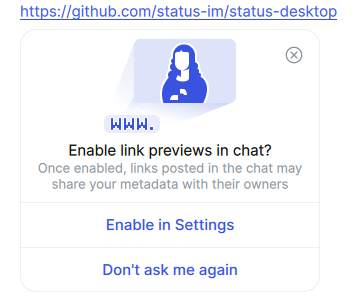 https://github.com/status-im/status-desktop
www.
Enable link previews in chat?
Once enabled, links posted in the chat may
share your metadata with their owners
Enable in Settings
Don't ask me again